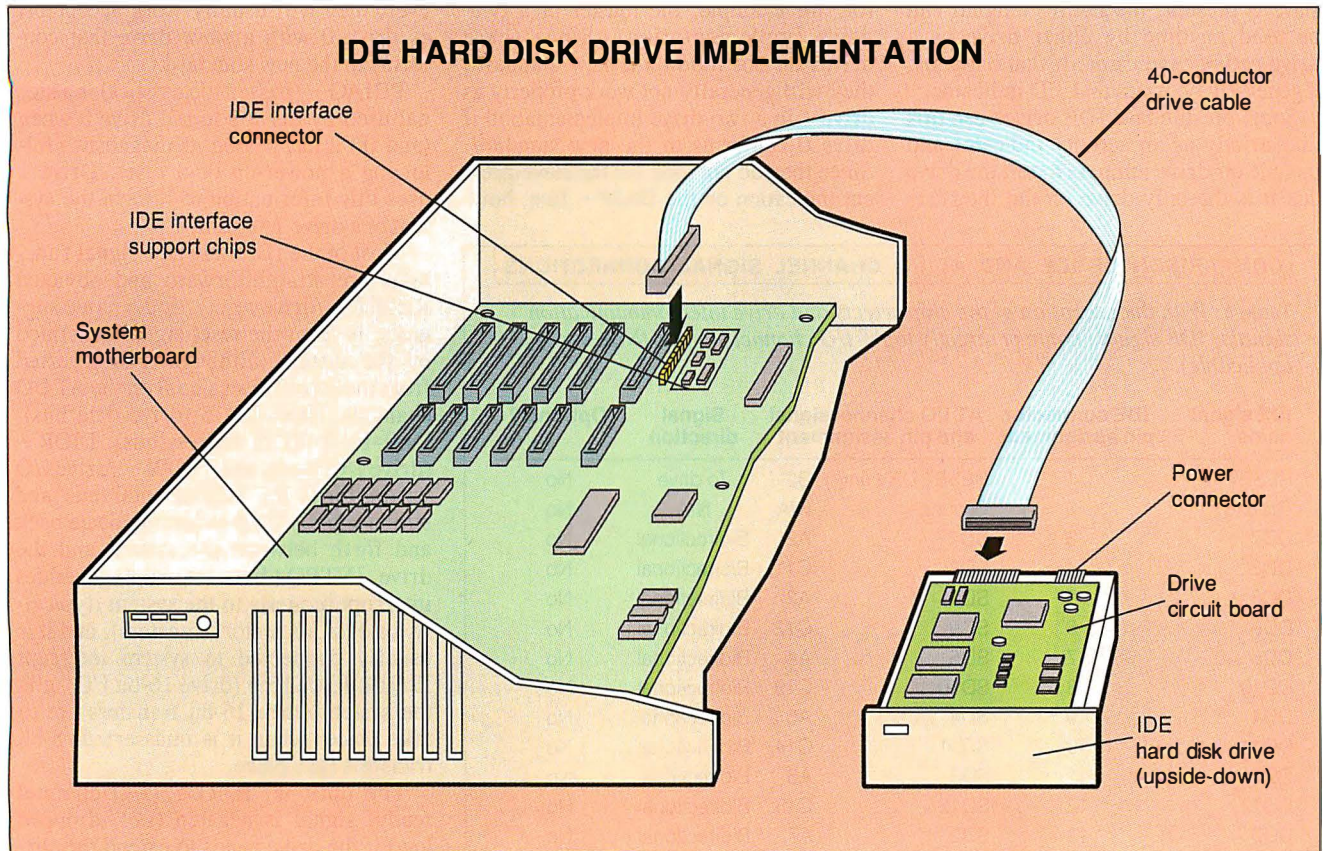 IDE HARD DISK DRIVE IMPLEMENTATION
IDE interface
connector
40-conductor
drive cable
IDE interface
support chips
System
motherboard
Power
connector
Drive
circuit board
IDE
hard disk drive
(upside-down)